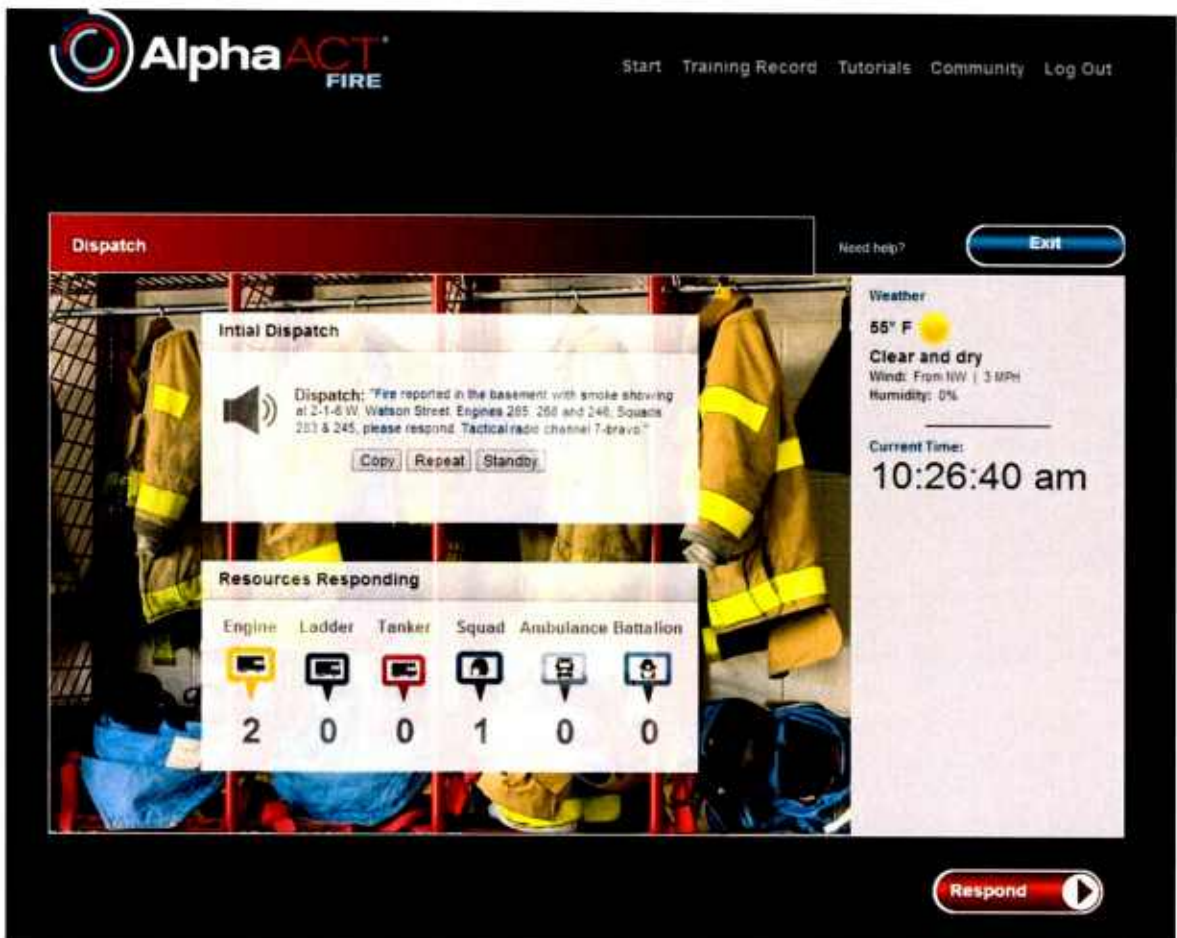 Alpha ACT
FIRE
Start Training Record Tutorials Community Log Out
Dispatch
Need help?
Exit
Intial Dispatch
Dispatch: "Fire reported in the basement with smoke showing
at 2-1-6 W. Watson Street. Engines 265, 268 and 246; Squads
283 & 245, please respond. Tactical radio channel 7-bravo."
Copy Repeat Standby
Resources Responding
Engine Ladder Tanker Squad Ambulance Battalion
2 0 0 1 0 0
Weather
55° F
Clear and dry
Wind: From NW | 3 MPH
Humidity: 0%
Current Time:
10:26:40 am
Respond